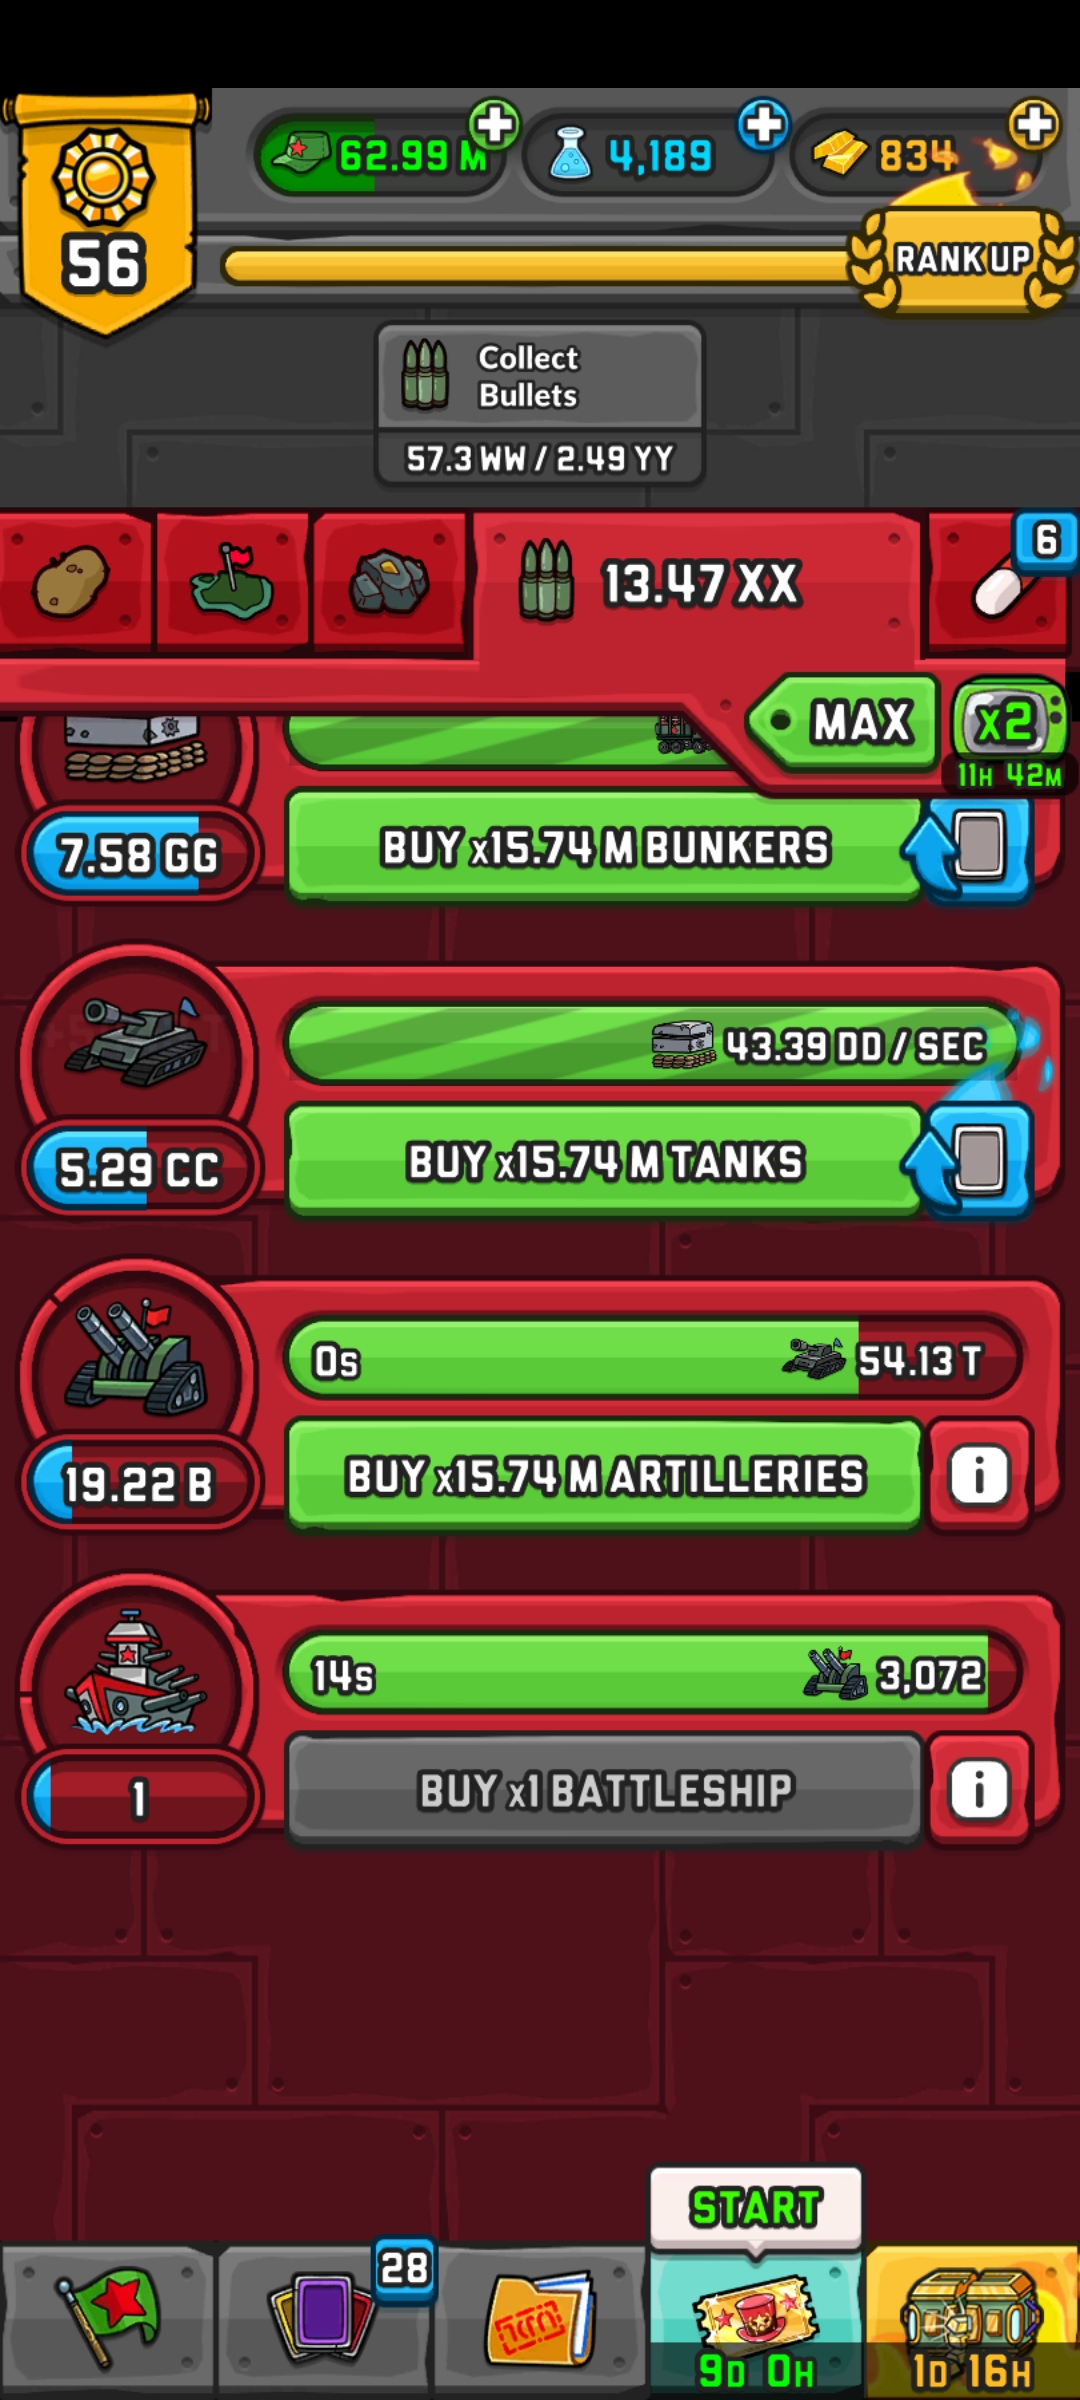 62.99 M
4,189
834
56
RANK UP
Collect
Bullets
57.3 WW / 2.49 YY
13.47 XX
6
MAX
x2
11H 42M
7.58 GG
BUY x15.74 M BUNKERS
43.39 DD / SEC
5.29 CC
BUY x15.74 M TANKS
0s
54.13 T
19.22 B
BUY x15.74 M ARTILLERIES
i
14s
3,072
1
BUY x1 BATTLESHIP
i
START
28
9D 0H
1D 16H